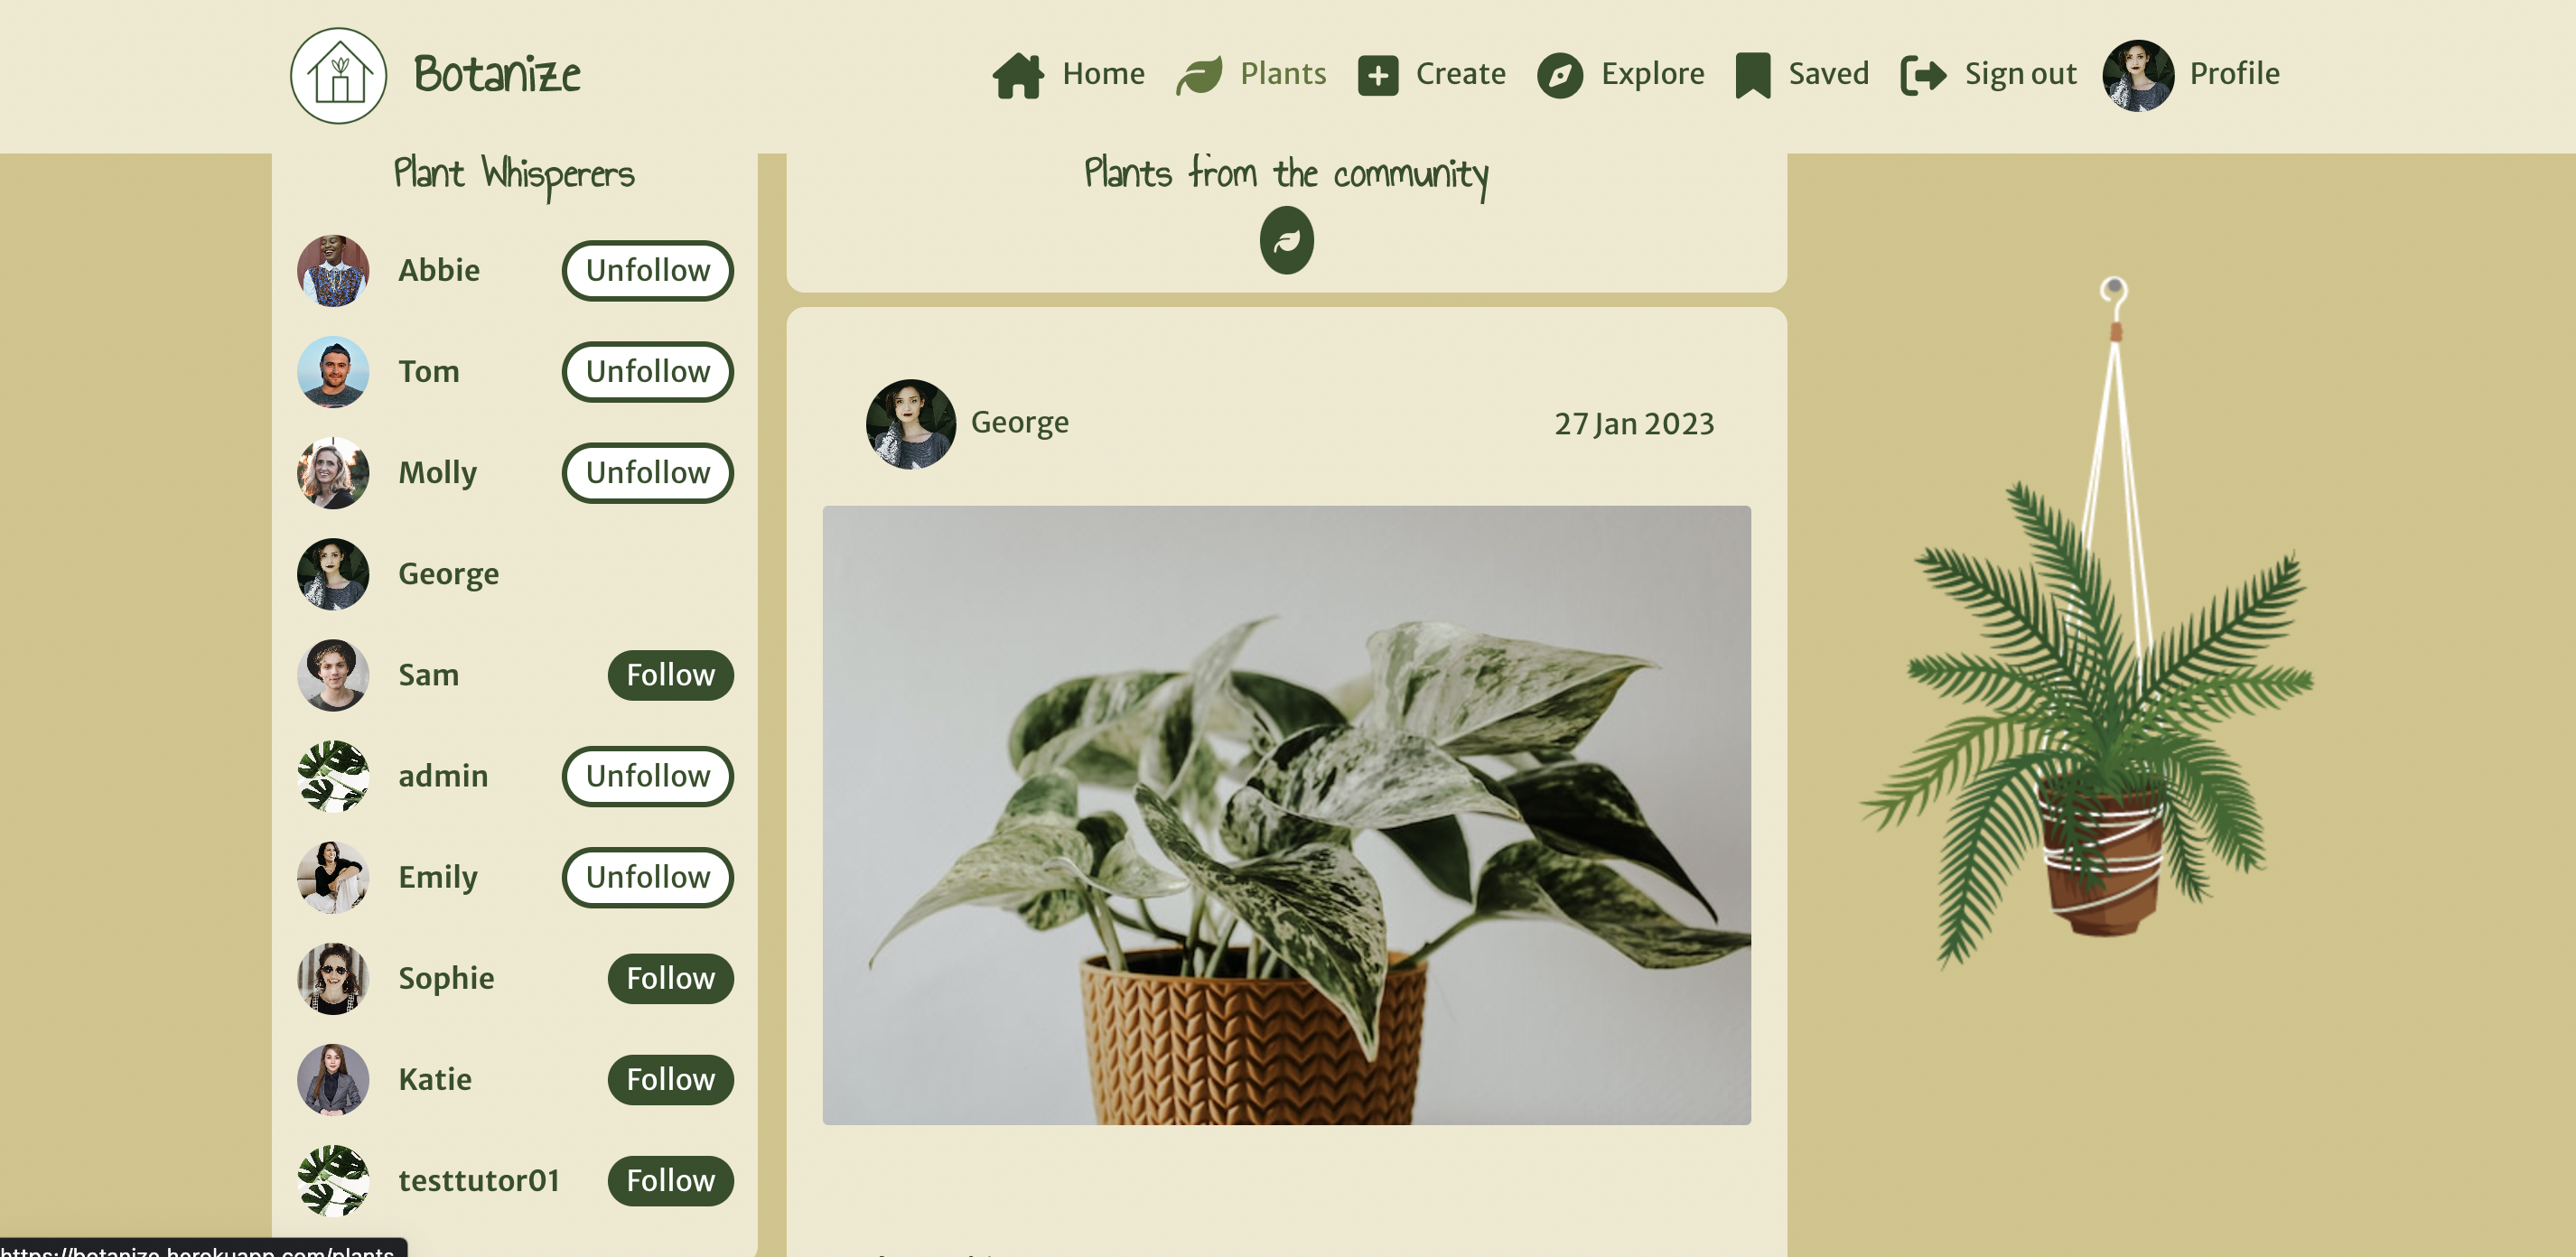 Botanize
Home
Plants
Create
Explore
Saved
Sign out
Profile
Plant Whisperers
Abbie
Unfollow
Tom
Unfollow
Molly
Unfollow
George
Sam
Follow
admin
Unfollow
Emily
Unfollow
Sophie
Follow
Katie
Follow
testtutor01
Follow
Plants from the community
George
27 Jan 2023
https://botanize.herokuapp.com/plants